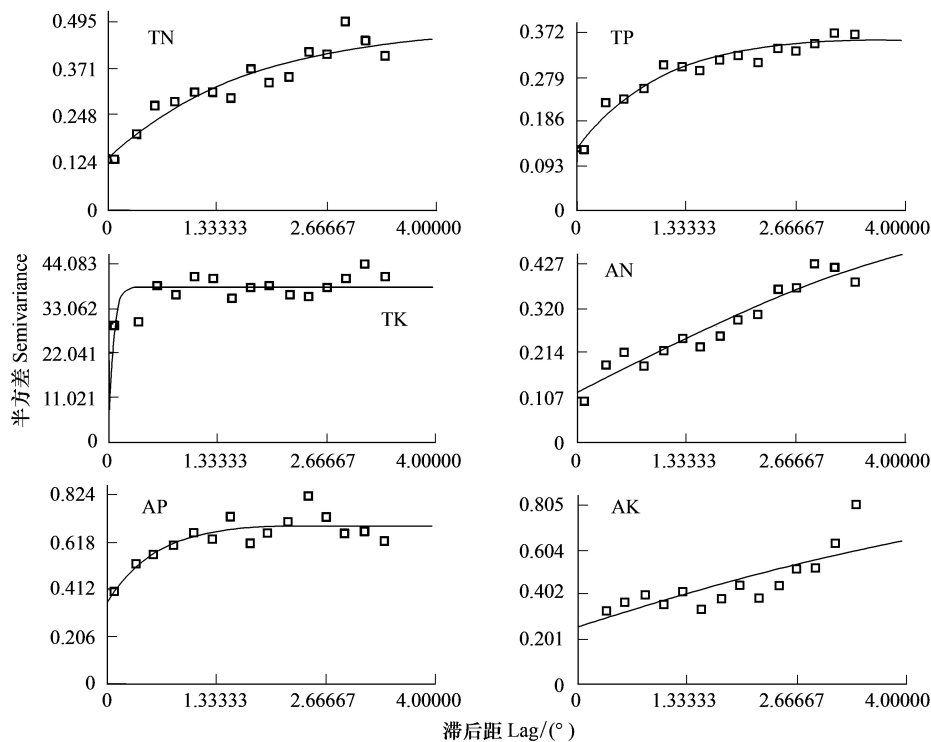 TN
0.495
0.371
0.248
0.124
0
0 1.33333 2.66667 4.00000
TP
0.372
0.279
0.186
0.093
0
0 1.33333 2.66667 4.00000
半方差 Semivariance
TK
44.083
33.062
22.041
11.021
0
0 1.33333 2.66667 4.00000
AN
0.427
0.320
0.214
0.107
0
0 1.33333 2.66667 4.00000
AP
0.824
0.618
0.412
0.206
0
0 1.33333 2.66667 4.00000
AK
0.805
0.604
0.402
0.201
0
0 1.33333 2.66667 4.00000
滞后距 Lag/(°)